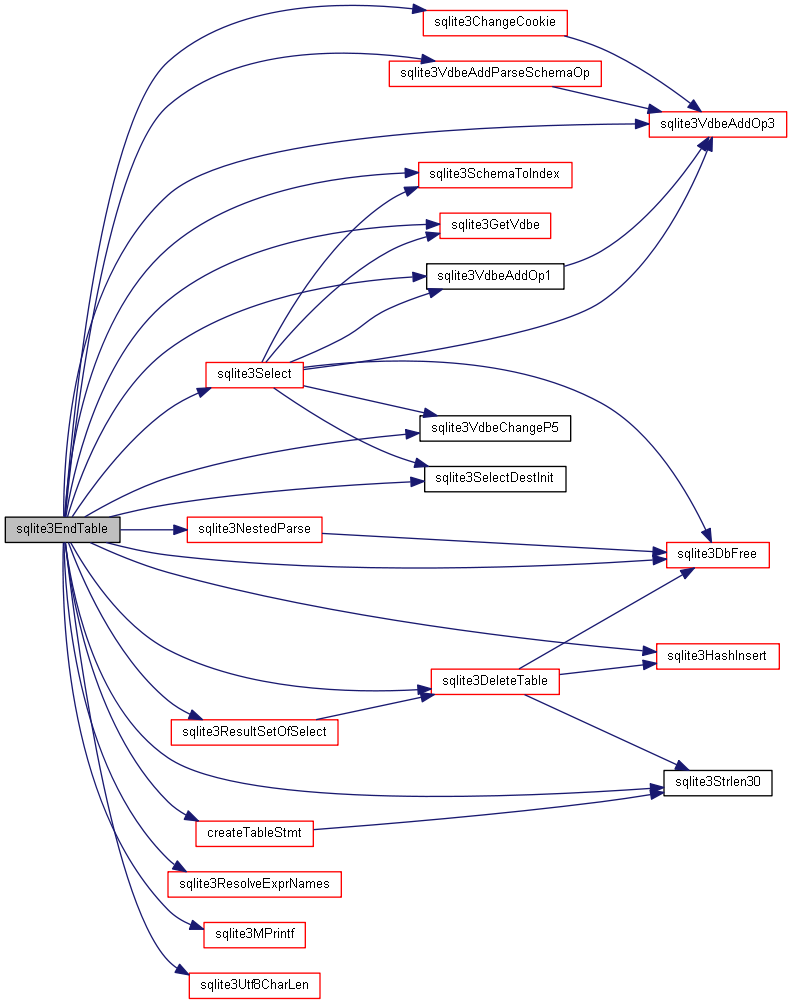 sqlite3ChangeCookie
sqlite3VdbeAddParseSchemaOp
sqlite3VdbeAddOp3
sqlite3SchemaToIndex
sqlite3GetVdbe
sqlite3VdbeAddOp1
sqlite3Select
sqlite3VdbeChangeP5
sqlite3SelectDestInit
sqlite3EndTable
sqlite3NestedParse
sqlite3DbFree
sqlite3HashInsert
sqlite3DeleteTable
sqlite3ResultSetOfSelect
sqlite3Strlen30
createTableStmt
sqlite3ResolveExprNames
sqlite3MPrintf
sqlite3Utf8CharLen